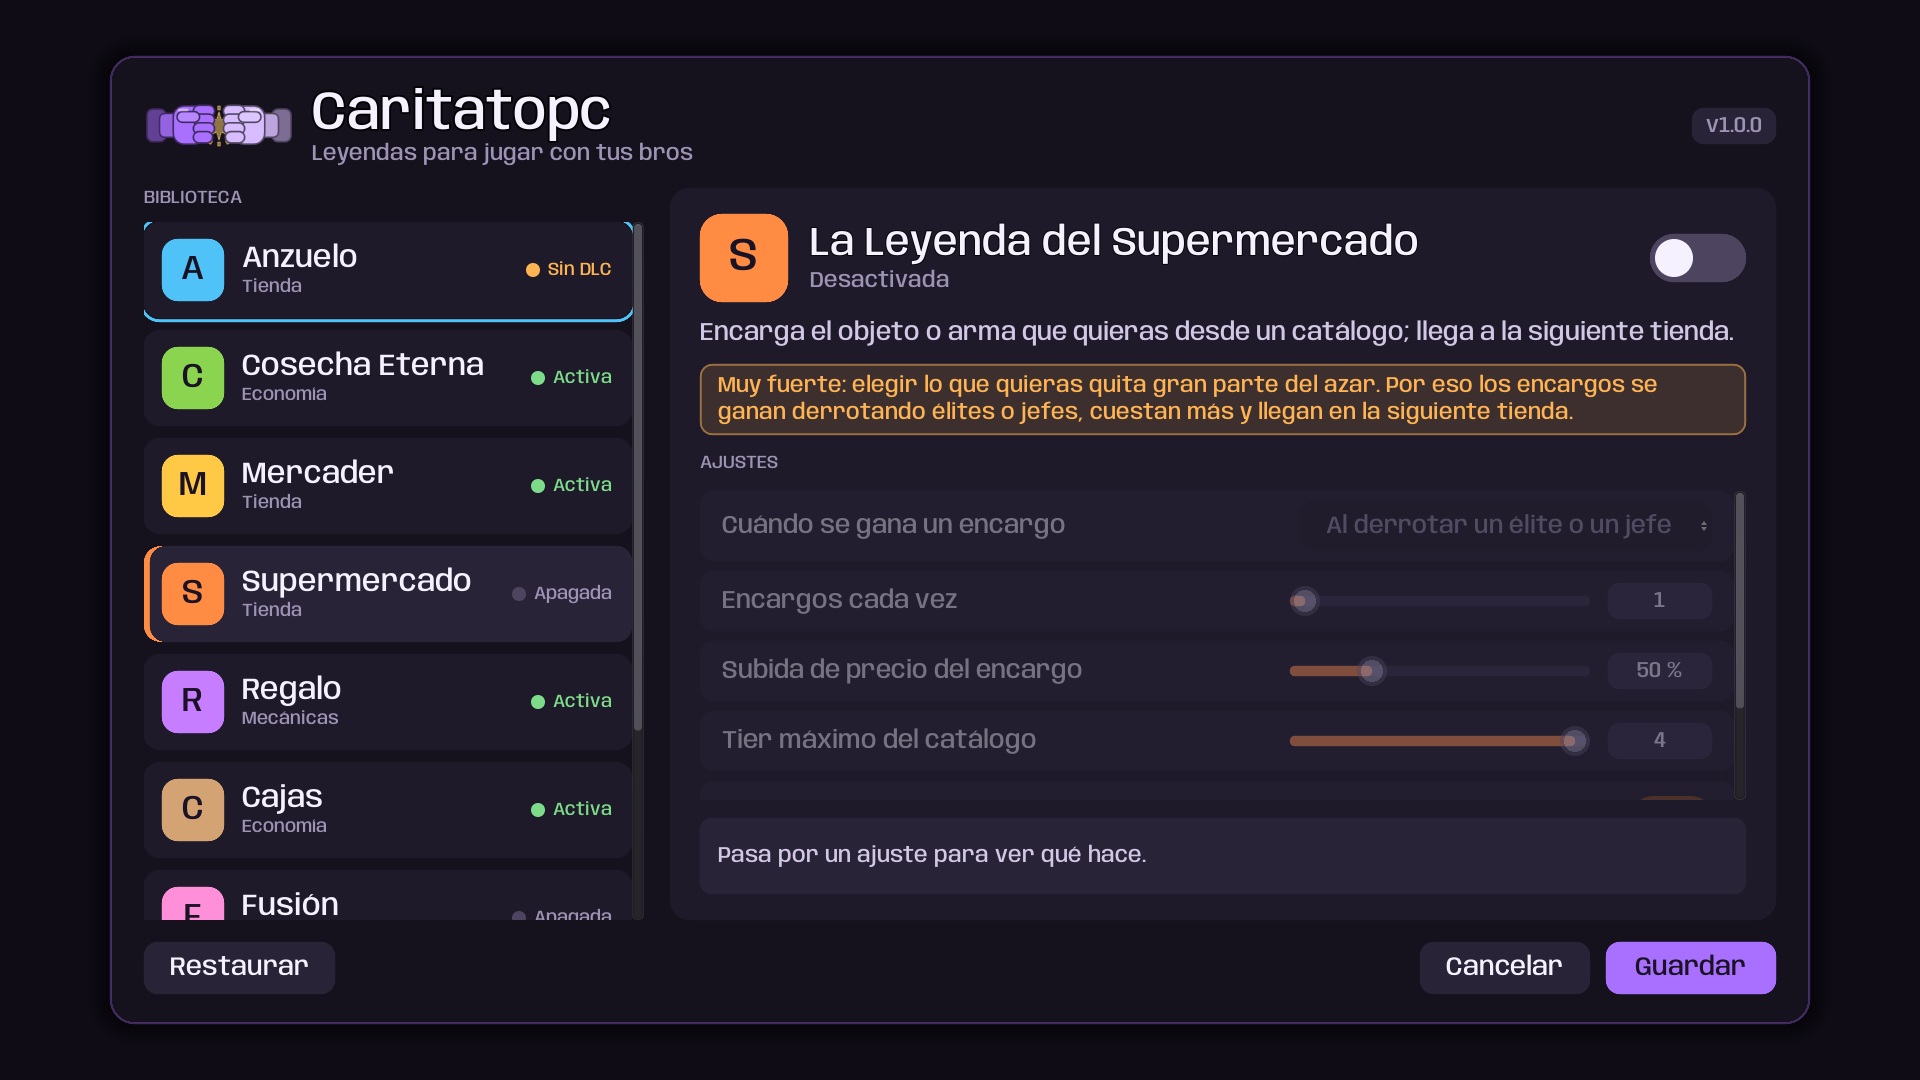 Caritatopc
Leyendas para jugar con tus bros
v1.0.0
BIBLIOTECA
A
Anzuelo
Tienda
Sin DLC
C
Cosecha Eterna
Economía
Activa
M
Mercader
Tienda
Activa
S
Supermercado
Tienda
Apagada
R
Regalo
Mecánicas
Activa
C
Cajas
Economía
Activa
F
Fusión
Apagada
S
La Leyenda del Supermercado
Desactivada
Encarga el objeto o arma que quieras desde un catálogo; llega a la siguiente tienda.
Muy fuerte: elegir lo que quieras quita gran parte del azar. Por eso los encargos se
ganan derrotando élites o jefes, cuestan más y llegan en la siguiente tienda.
AJUSTES
Cuándo se gana un encargo
Al derrotar un élite o un jefe
Encargos cada vez
1
Subida de precio del encargo
50 %
Tier máximo del catálogo
4
Pasa por un ajuste para ver qué hace.
Restaurar
Cancelar
Guardar